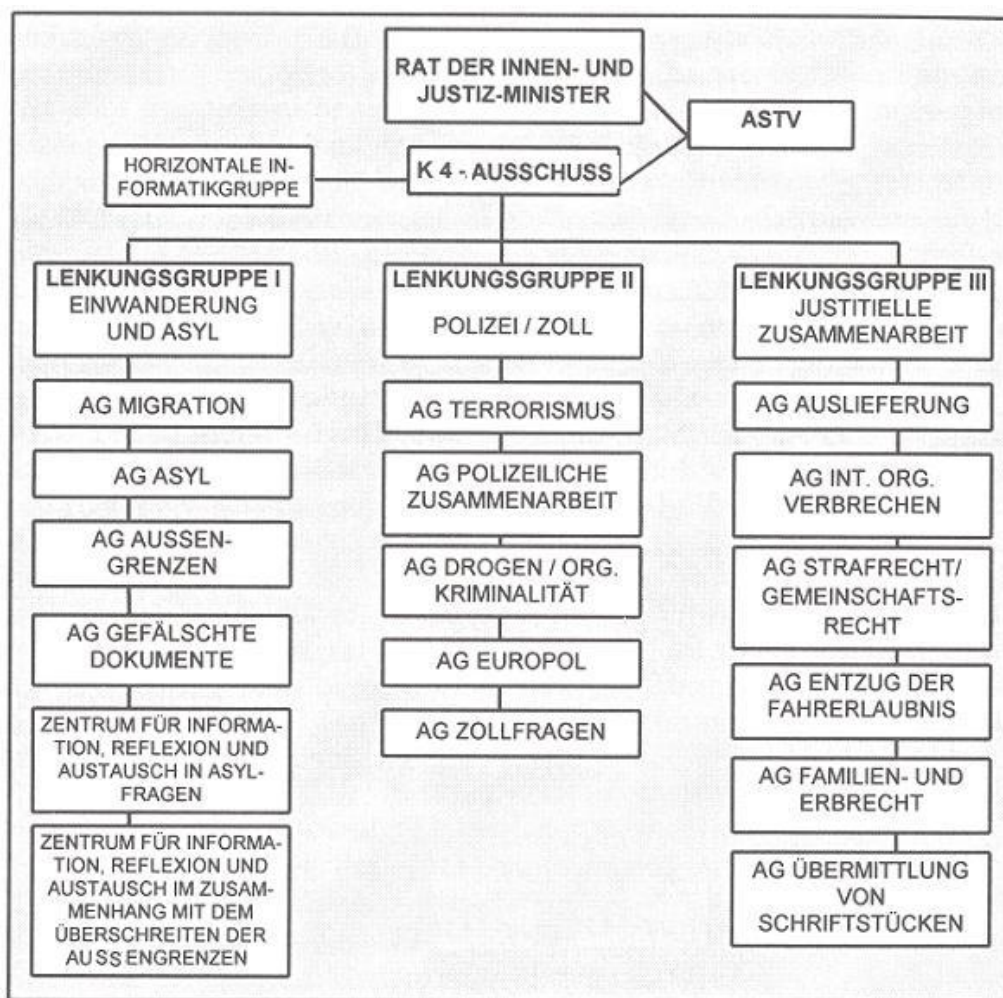 RAT DER INNEN- UND
JUSTIZ-MINISTER
ASTV
HORIZONTALE IN-
FORMATIKGRUPPE
K 4 - AUSSCHUSS
LENKUNGSGRUPPE I
EINWANDERUNG
UND ASYL
AG MIGRATION
AG ASYL
AG AUSSEN-
GRENZEN
AG GEFÄLSCHTE
DOKUMENTE
ZENTRUM FÜR INFORMA-
TION, REFLEXION UND
AUSTAUSCH IN ASYL-
FRAGEN
ZENTRUM FÜR INFORMA-
TION, REFLEXION UND
AUSTAUSCH IM ZUSAM-
MENHANG MIT DEM
ÜBERSCHREITEN DER
AUSSENGRENZEN
LENKUNGSGRUPPE II
POLIZEI / ZOLL
AG TERRORISMUS
AG POLIZEILICHE
ZUSAMMENARBEIT
AG DROGEN / ORG.
KRIMINALITÄT
AG EUROPOL
AG ZOLLFRAGEN
LENKUNGSGRUPPE III
JUSTITIELLE
ZUSAMMENARBEIT
AG AUSLIEFERUNG
AG INT. ORG.
VERBRECHEN
AG STRAFRECHT/
GEMEINSCHAFTS-
RECHT
AG ENTZUG DER
FAHRERLAUBNIS
AG FAMILIEN- UND
ERBRECHT
AG ÜBERMITTLUNG
VON
SCHRIFTSTÜCKEN